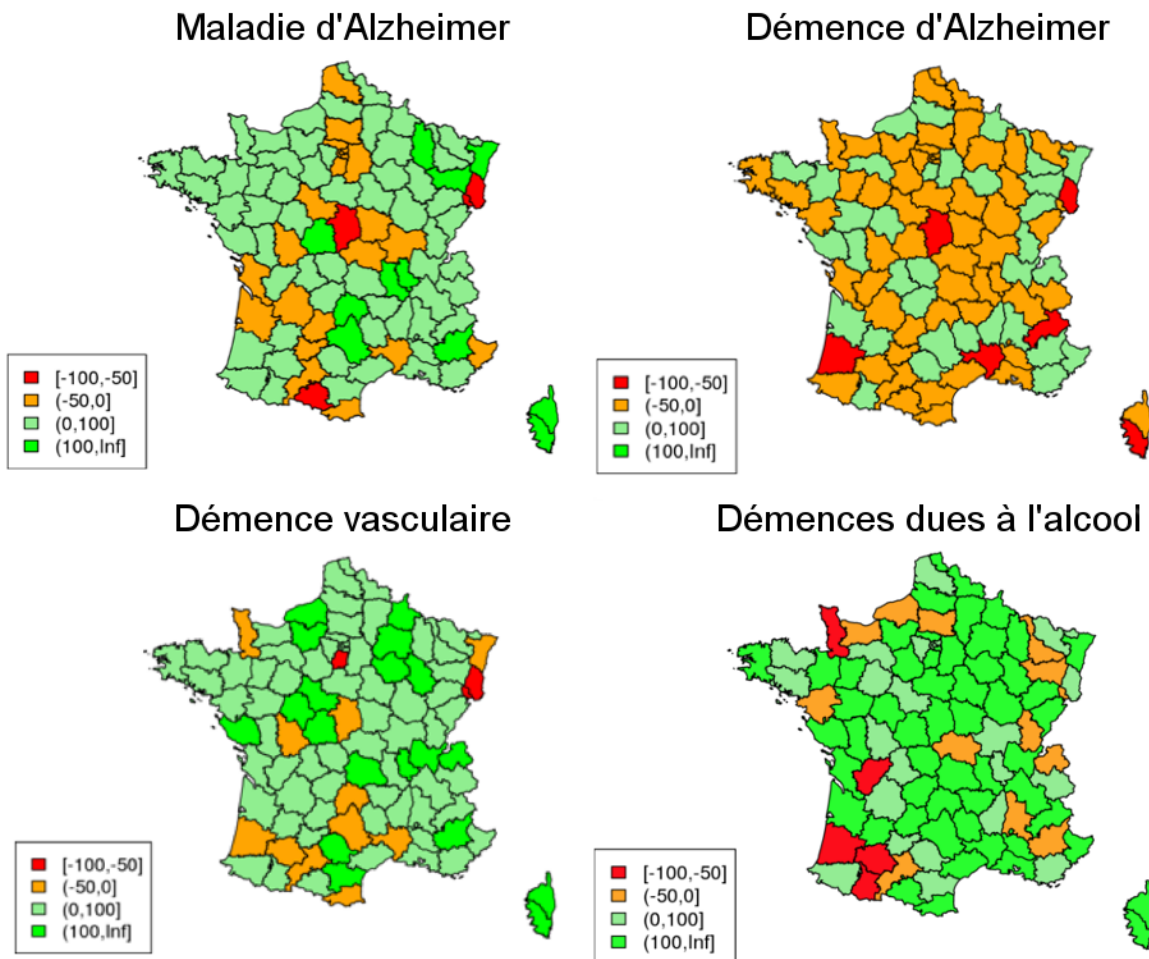 Maladie d'Alzheimer
Démence d'Alzheimer
[-100,-50]
(-50,0]
(0,100]
(100,Inf]
[-100,-50]
(-50,0]
(0,100]
(100,Inf]
Démence vasculaire
Démences dues à l'alcool
[-100,-50]
(-50,0]
(0,100]
(100,Inf]
[-100,-50]
(-50,0]
(0,100]
(100,Inf]